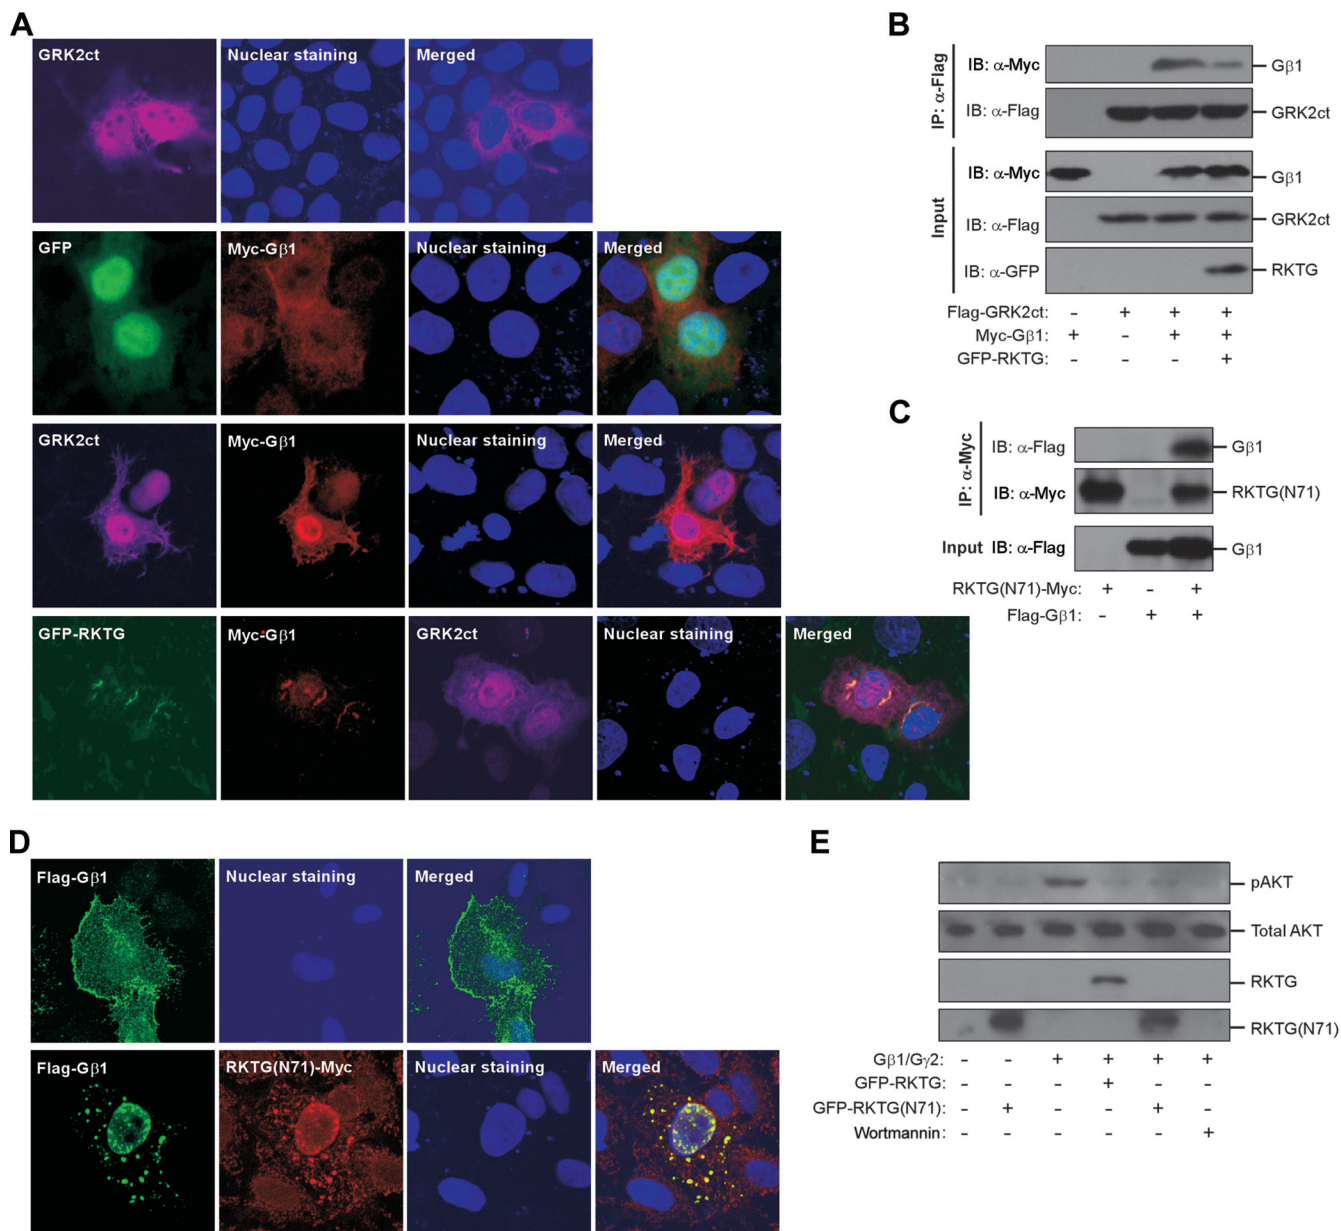 A
GRK2ct Nuclear staining Merged
GFP Myc-Gβ1 Nuclear staining Merged
GRK2ct Myc-Gβ1 Nuclear staining Merged
GFP-RKTG Myc-Gβ1 GRK2ct Nuclear staining Merged
B
IP: α-Flag
IB: α-Myc Gβ1
IB: α-Flag GRK2ct
Input
IB: α-Myc Gβ1
IB: α-Flag GRK2ct
IB: α-GFP RKTG
Flag-GRK2ct: - + + +
Myc-Gβ1: + - + +
GFP-RKTG: - - - +
C
IP: α-Myc
IB: α-Flag Gβ1
IB: α-Myc RKTG(N71)
Input IB: α-Flag Gβ1
RKTG(N71)-Myc: + - +
Flag-Gβ1: - + +
D
Flag-Gβ1 Nuclear staining Merged
Flag-Gβ1 RKTG(N71)-Myc Nuclear staining Merged
E
pAKT
Total AKT
RKTG
RKTG(N71)
Gβ1/Gγ2: - - + + + +
GFP-RKTG: - - - + - -
GFP-RKTG(N71): - + - - + -
Wortmannin: - - - - - +